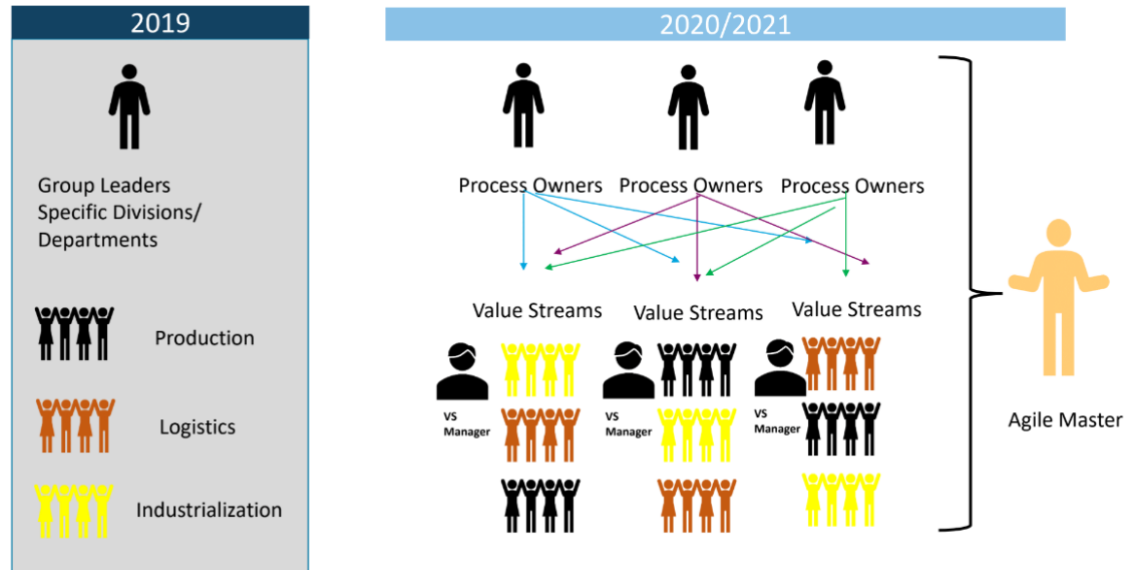 2019
Group Leaders
Specific Divisions/
Departments
Production
Logistics
Industrialization
2020/2021
Process Owners
Process Owners
Process Owners
Value Streams
Value Streams
Value Streams
VS
Manager
VS
Manager
VS
Manager
Agile Master